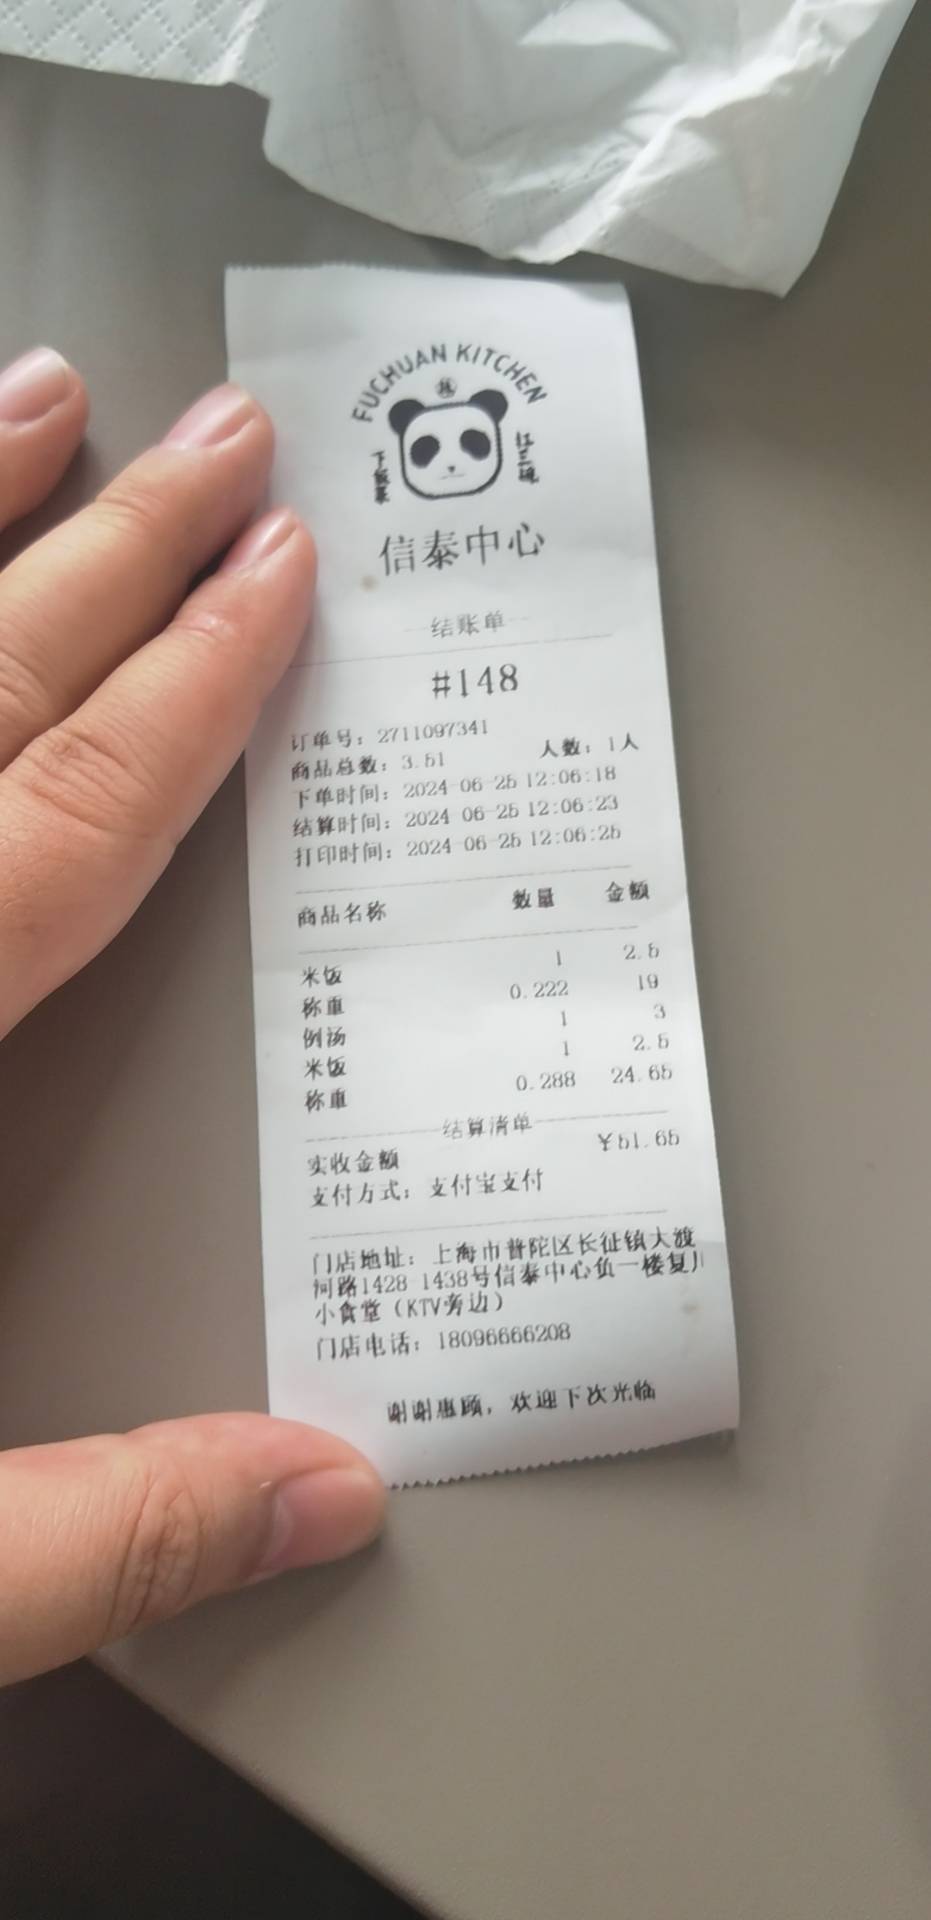 FUCHUAN KITCHEN
下饭菜
红三碗
信泰中心
结账单
#148
订单号：2711097341
商品总数：3.51 人数：1人
下单时间：2024-06-25 12:06:18
结算时间：2024-06-25 12:06:23
打印时间：2024-06-25 12:06:25
商品名称 数量 金额
米饭 1 2.5
称重 0.222 19
例汤 1 3
米饭 1 2.5
称重 0.288 24.65
结算清单
实收金额 ¥51.65
支付方式：支付宝支付
门店地址：上海市普陀区长征镇大渡
河路1428-1438号信泰中心负一楼复川
小食堂（KTV旁边）
门店电话：18096666208
谢谢惠顾，欢迎下次光临